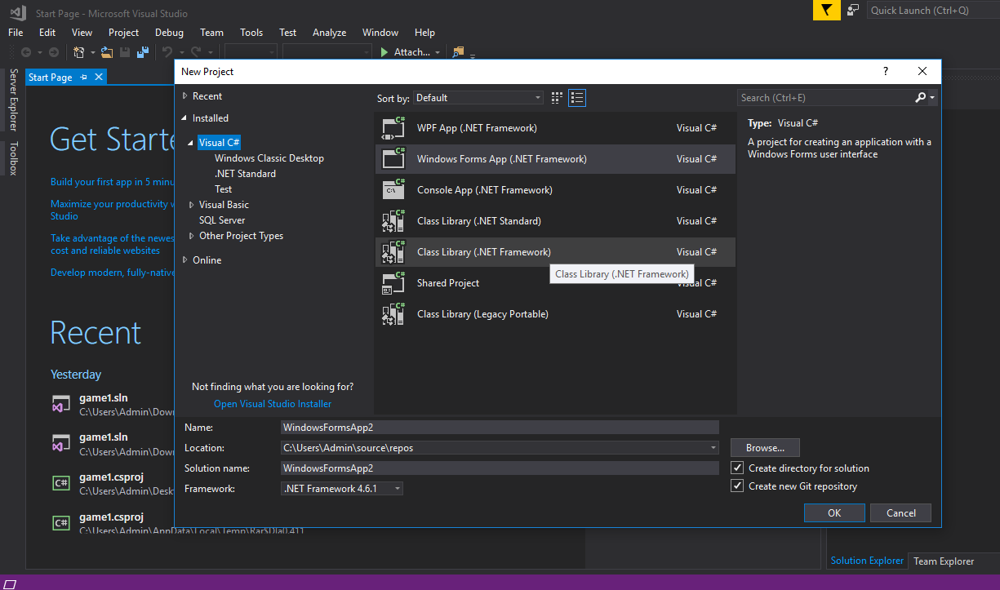 Start Page - Microsoft Visual Studio
Quick Launch (Ctrl+Q)
File Edit View Project Debug Team Tools Test Analyze Window Help
Attach...
Server Explorer
Toolbox
Start Page
Get Starte
Build your first app in 5 minu
Maximize your productivity
Studio
Take advantage of the newes
cost and reliable websites
Develop modern, fully-native
Recent
Yesterday
game1.sln
C:\Users\Admin\Dow
game1.sln
C:\Users\Admin\Dow
game1.csproj
C:\Users\Admin\Desk
game1.csproj
C:\Users\Admin\AppData\Local\Temp\Rar$DIa0.411
New Project
?
Recent
Installed
Visual C#
Windows Classic Desktop
.NET Standard
Test
Visual Basic
SQL Server
Other Project Types
Online
Not finding what you are looking for?
Open Visual Studio Installer
Sort by: Default
WPF App (.NET Framework) Visual C#
Windows Forms App (.NET Framework) Visual C#
Console App (.NET Framework) Visual C#
Class Library (.NET Standard) Visual C#
Class Library (.NET Framework) Visual C#
Class Library (.NET Framework)
Shared Project Visual C#
Class Library (Legacy Portable) Visual C#
Search (Ctrl+E)
Type: Visual C#
A project for creating an application with a
Windows Forms user interface
Name: WindowsFormsApp2
Location: C:\Users\Admin\source\repos
Browse...
Solution name: WindowsFormsApp2
Create directory for solution
Framework: .NET Framework 4.6.1
Create new Git repository
OK Cancel
Solution Explorer Team Explorer